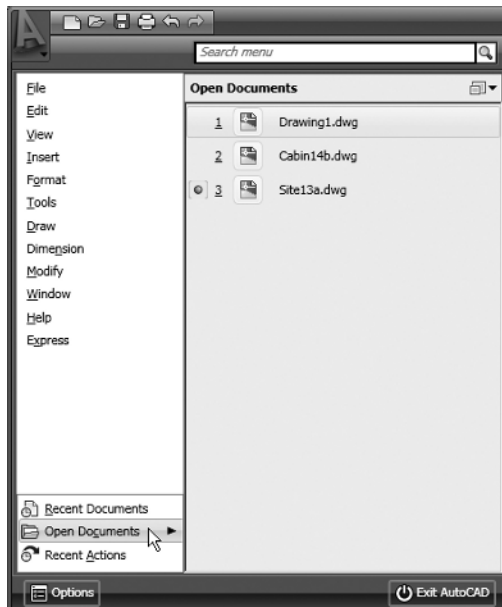 Search menu
File
Edit
View
Insert
Format
Tools
Draw
Dimension
Modify
Window
Help
Express
Recent Documents
Open Documents
Recent Actions
Open Documents
1 Drawing1.dwg
2 Cabin14b.dwg
3 Site13a.dwg
Options
Exit AutoCAD